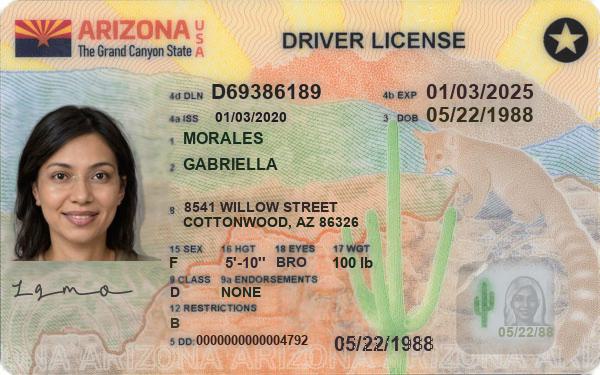 ARIZONA USA
The Grand Canyon State
DRIVER LICENSE
4d DLN D69386189
4b EXP 01/03/2025
4a ISS 01/03/2020
3 DOB 05/22/1988
1 MORALES
2 GABRIELLA
8 8541 WILLOW STREET
COTTONWOOD, AZ 86326
15 SEX 16 HGT 18 EYES 17 WGT
F 5'-10" BRO 100 lb
9 CLASS 9a ENDORSEMENTS
D NONE
12 RESTRICTIONS
B
5 DD: 0000000000004792
05/22/1988
05/22/88
ARIZONA ARIZONA ARIZONA ARIZONA